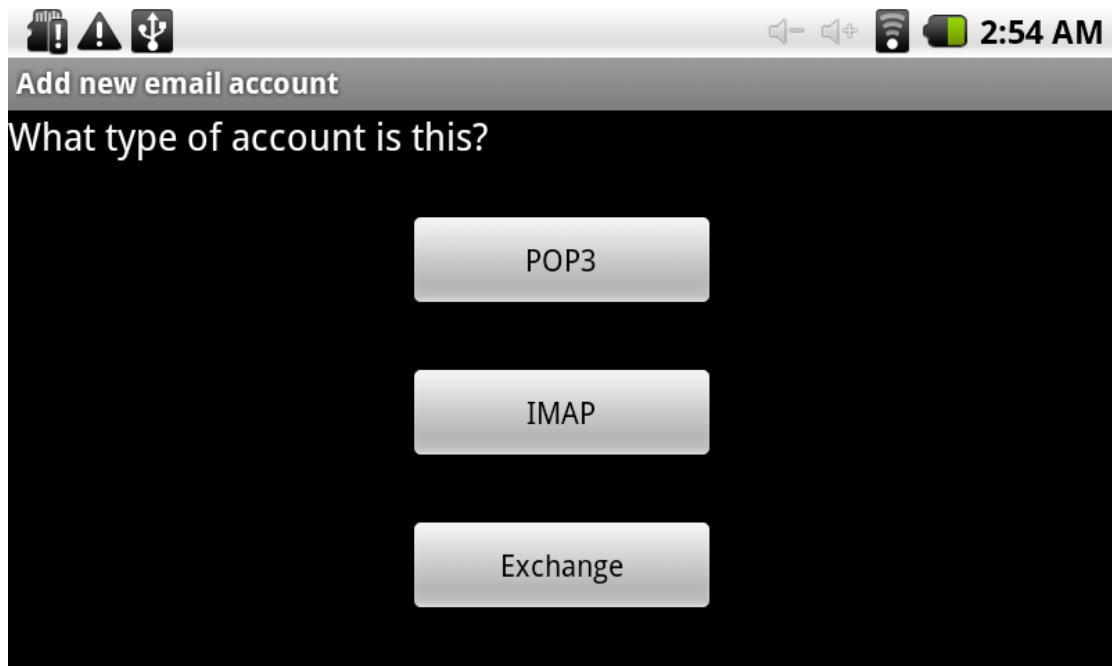 2:54 AM
Add new email account
What type of account is this?
POP3
IMAP
Exchange